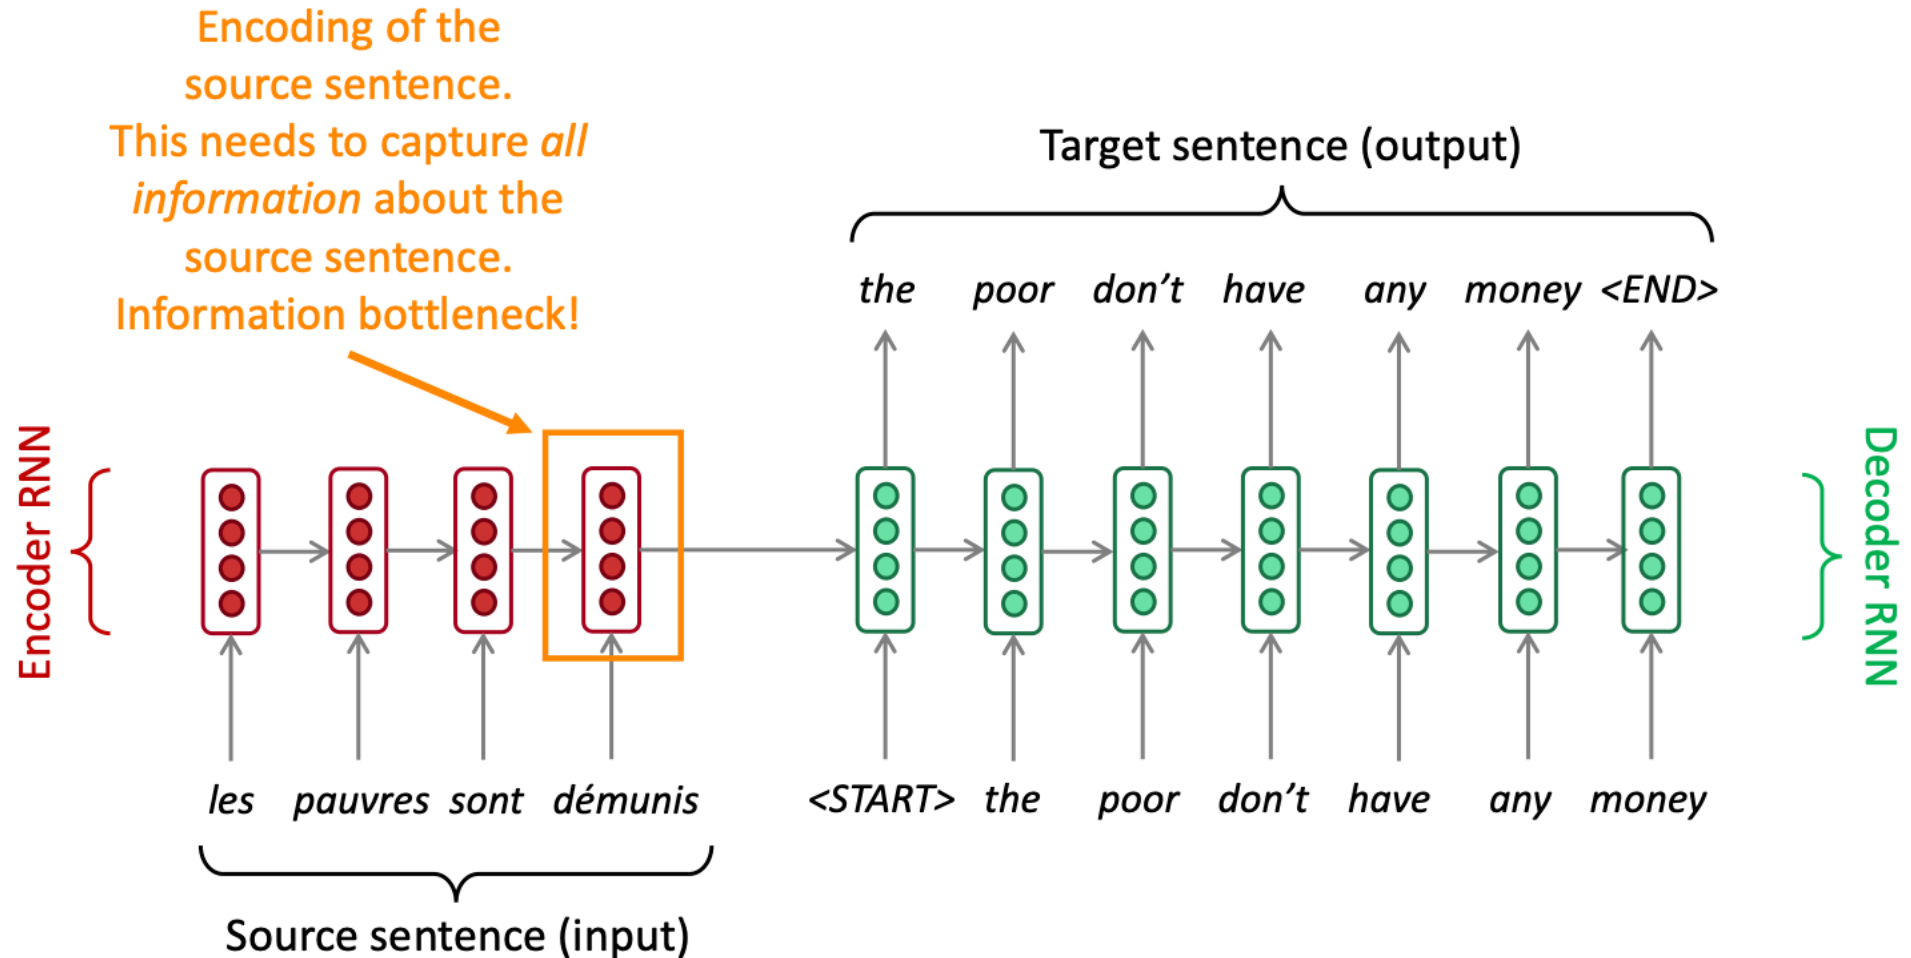 Encoding of the
source sentence.
This needs to capture all
information about the
source sentence.
Information bottleneck!
Target sentence (output)
the poor don't have any money <END>
Encoder RNN
Decoder RNN
les pauvres sont démunis
<START> the poor don't have any money
Source sentence (input)